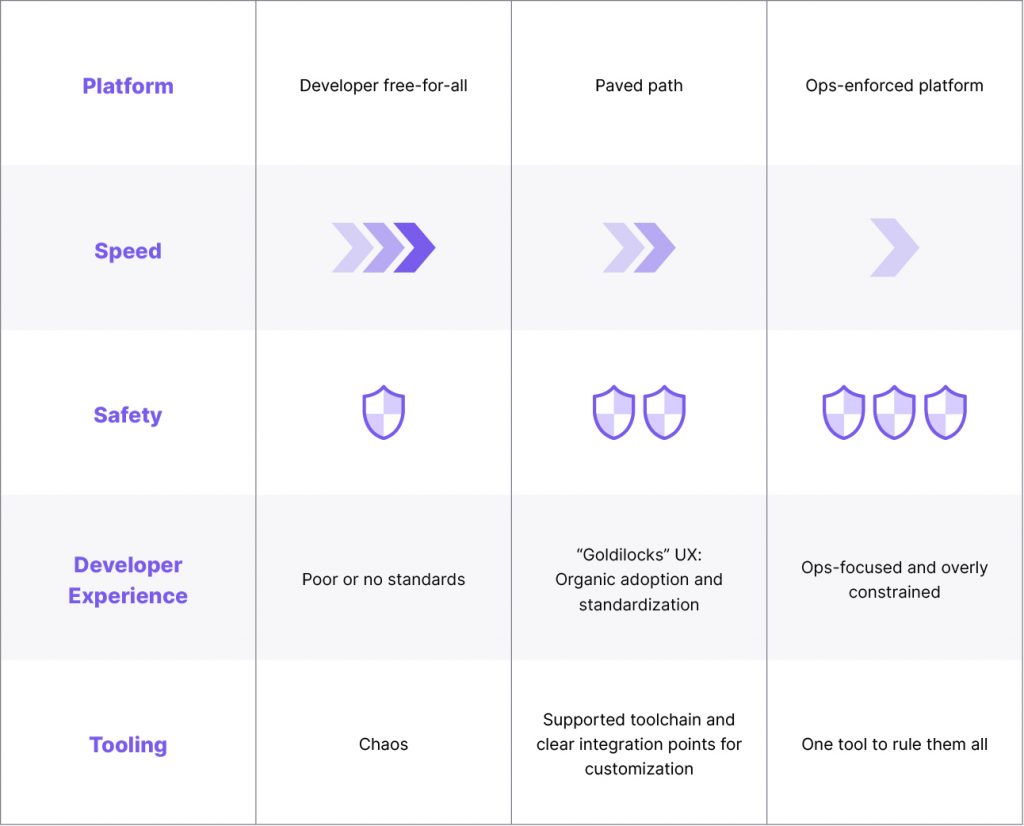 Platform
Developer free-for-all
Paved path
Ops-enforced platform
Speed
Safety
Developer
Experience
Poor or no standards
“Goldilocks” UX:
Organic adoption and
standardization
Ops-focused and overly
constrained
Tooling
Chaos
Supported toolchain and
clear integration points for
customization
One tool to rule them all